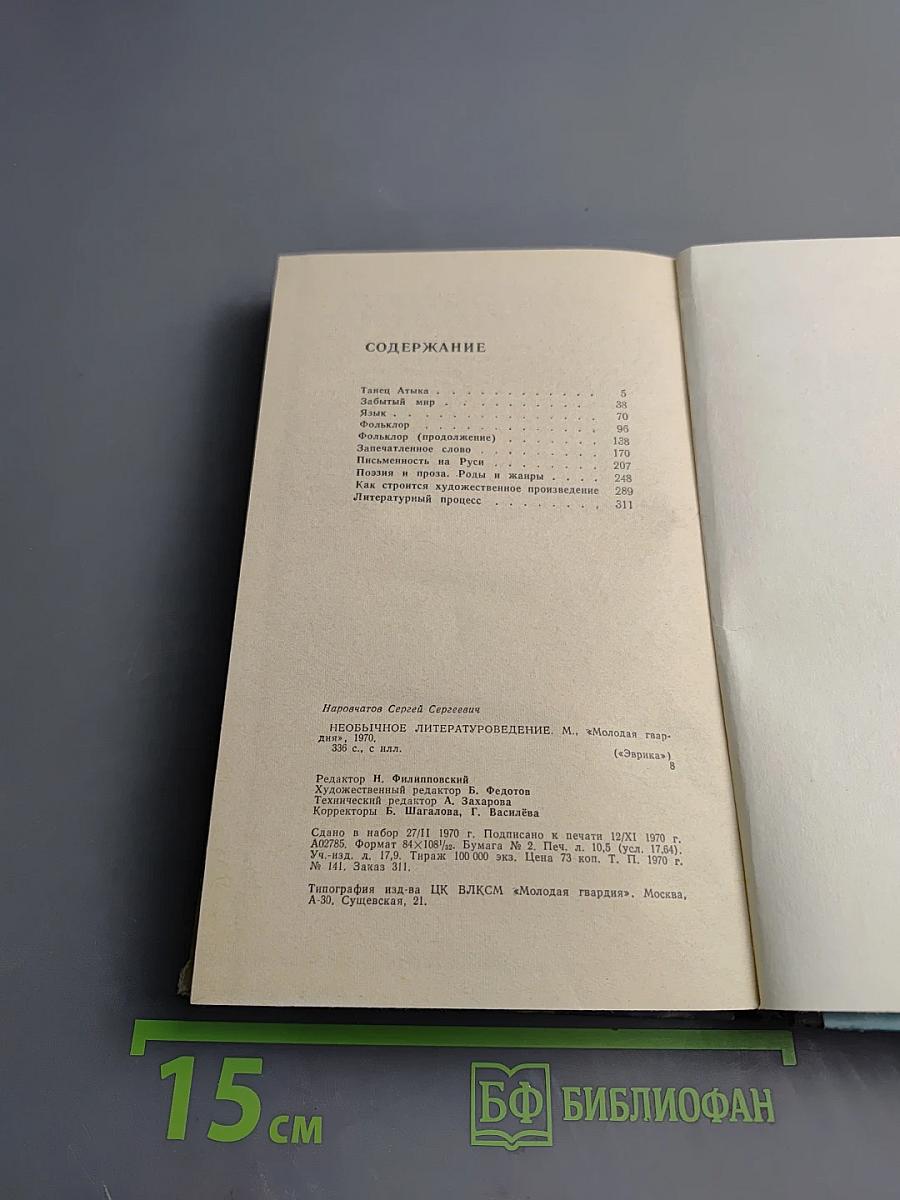 СОДЕРЖАНИЕ
Танец Атыка . . . . . . . . . . . . 5
Забытый мир . . . . . . . . . . . 38
Язык . . . . . . . . . . . . . . . 70
Фольклор . . . . . . . . . . . . . 96
Фольклор (продолжение) . . . . . . . 138
Запечатленное слово . . . . . . . . 170
Письменность на Руси . . . . . . . . 207
Поэзия и проза. Роды и жанры . . . . 248
Как строится художественное произведение 289
Литературный процесс . . . . . . . . 311
Наровчатов Сергей Сергеевич
НЕОБЫЧНОЕ ЛИТЕРАТУРОВЕДЕНИЕ. М., «Молодая гвар-
дия», 1970.
336 с., с илл. («Эврика»)
8
Редактор Н. Филипповский
Художественный редактор Б. Федотов
Технический редактор А. Захарова
Корректоры Б. Шагалова, Г. Василёва
Сдано в набор 27/II 1970 г. Подписано к печати 12/XI 1970 г.
А02785. Формат 84×108¹/₃₂. Бумага № 2. Печ. л. 10,5 (усл. 17,64).
Уч.-изд. л. 17,9. Тираж 100 000 экз. Цена 73 коп. Т. П. 1970 г.
№ 141. Заказ 311.
Типография изд-ва ЦК ВЛКСМ «Молодая гвардия». Москва,
А-30, Сущевская, 21.
15 см
БФ БИБЛИОФАН